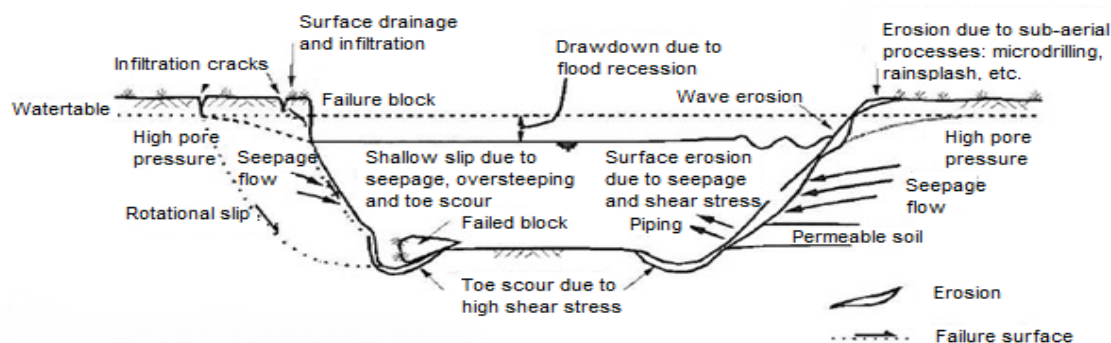 Surface drainage
and infiltration
Infiltration cracks
Drawdown due to
flood recession
Erosion due to sub-aerial
processes: microdrilling,
rainsplash, etc.
Watertable
Failure block
Wave erosion
High pore
pressure
Seepage
flow
Rotational slip
Shallow slip due to
seepage, oversteeping
and toe scour
Failed block
Surface erosion
due to seepage
and shear stress
Piping
High pore
pressure
Seepage
flow
Permeable soil
Toe scour due to
high shear stress
Erosion
Failure surface